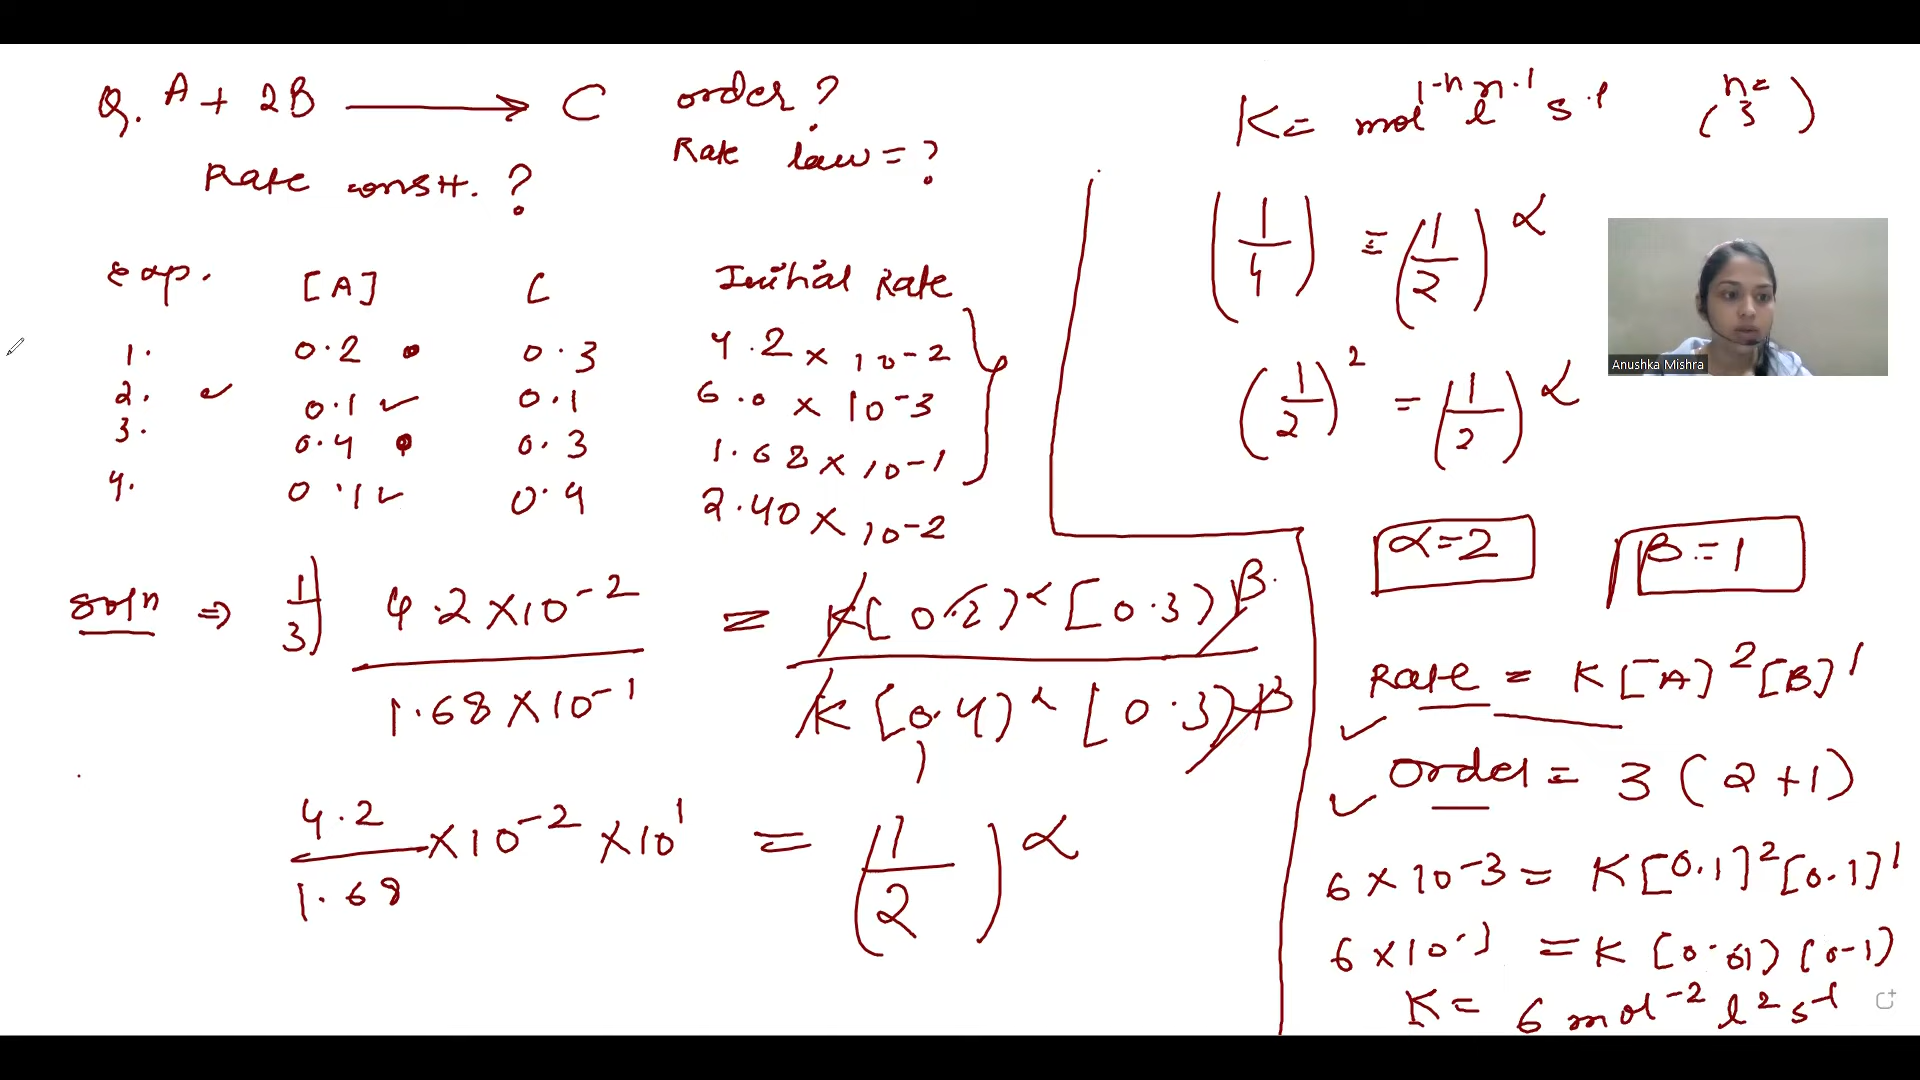 Q. A + 2B ⟶ C order?
Rate const. ? Rate law = ?
exp. [A] C Initial Rate
1. 0.2 0.3 4.2 × 10-2
2. 0.1 0.1 6.0 × 10-3
3. 0.4 0.3 1.68 × 10-1
4. 0.1 0.4 2.40 × 10-2
Soln ⇒ 1/3) 4.2×10-2 / 1.68×10-1 = K[0.2)α [0.3)β / K[0.4)α [0.3)β
4.2/1.68 ×10-2 ×10¹ = (1/2)α
K = mol1-n ln-1 s-1 (n=3)
(1/4) = (1/2)α
(1/2)2 = (1/2)α
α=2 β=1
Rate = K[A]2[B]1
Order = 3 (2+1)
6 × 10-3 = K[0.1]2[0.1]1
6 × 10-3 = K [0.01) (0-1)
K = 6 mol-2 l2 s-1
Anushka Mishra